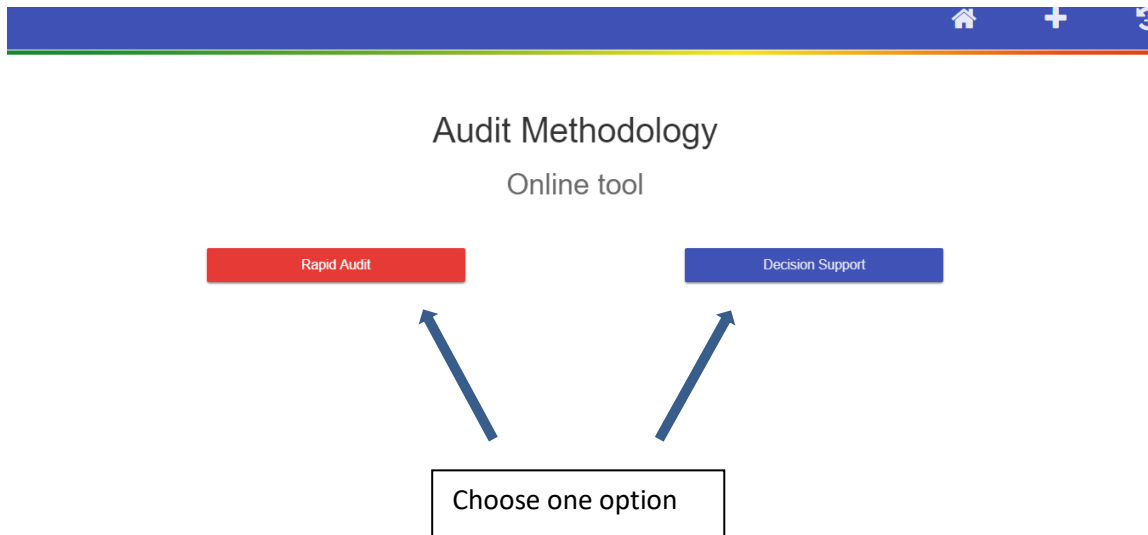 Audit Methodology
Online tool
Rapid Audit
Decision Support
Choose one option